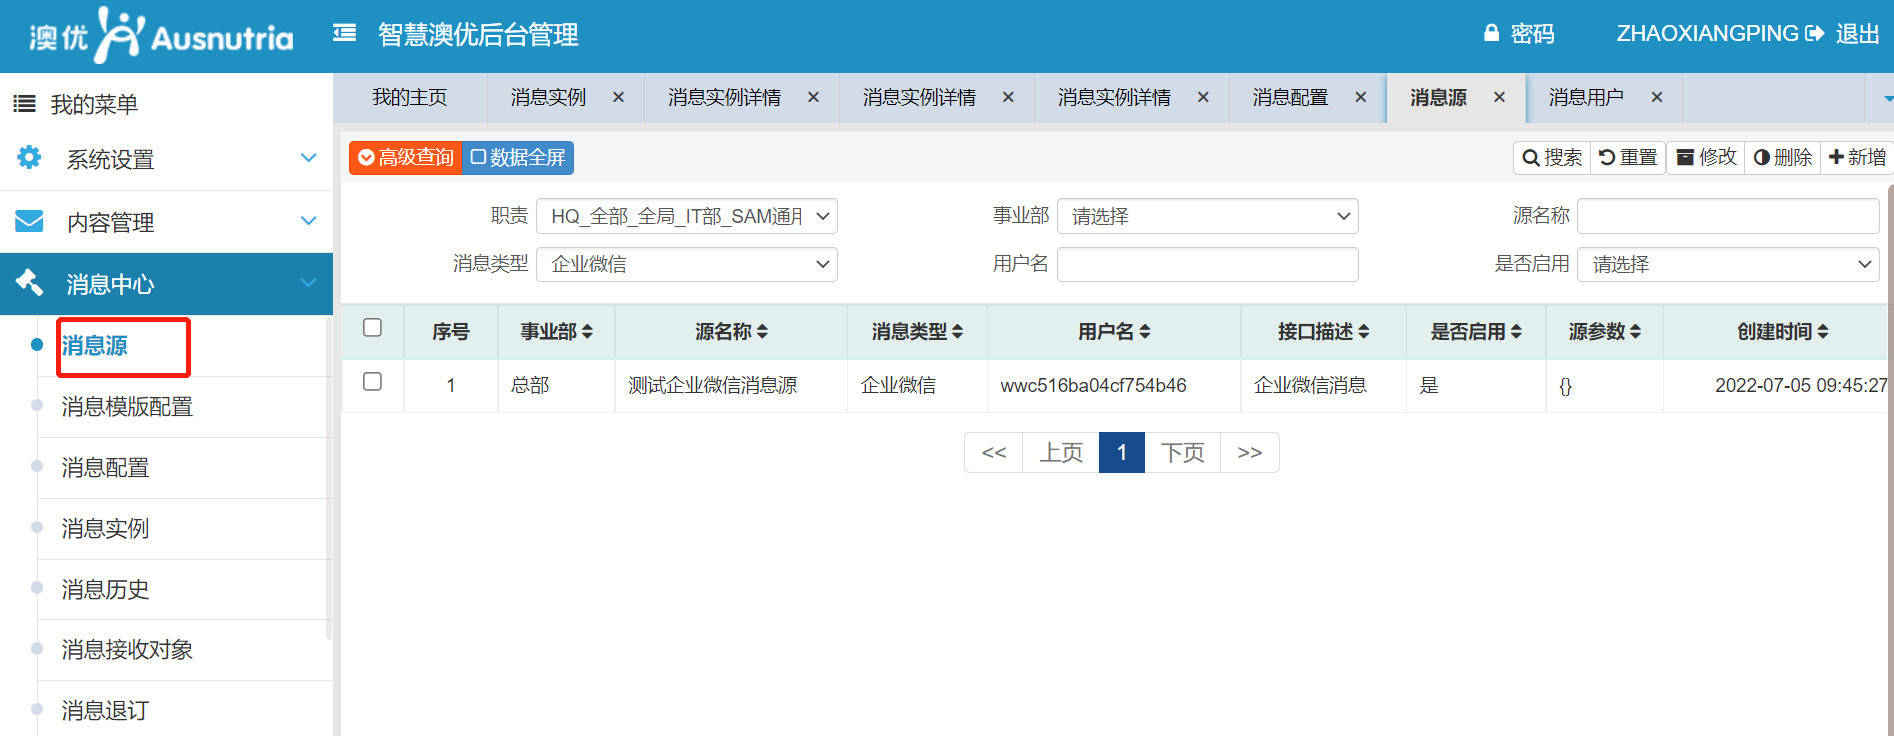 澳优 Ausnutria 智慧澳优后台管理 密码 ZHAOXIANGPING 退出
我的菜单
系统设置
内容管理
消息中心
消息源
消息模版配置
消息配置
消息实例
消息历史
消息接收对象
消息退订
我的主页 消息实例 × 消息实例详情 × 消息实例详情 × 消息实例详情 × 消息配置 × 消息源 × 消息用户 ×
高级查询 数据全屏 搜索 重置 修改 删除 新增
职责 HQ_全部_全局_IT部_SAM通用 事业部 请选择 源名称
消息类型 企业微信 用户名 是否启用 请选择
序号 事业部 源名称 消息类型 用户名 接口描述 是否启用 源参数 创建时间
1 总部 测试企业微信消息源 企业微信 wwc516ba04cf754b46 企业微信消息 是 {} 2022-07-05 09:45:27
<< 上页 1 下页 >>